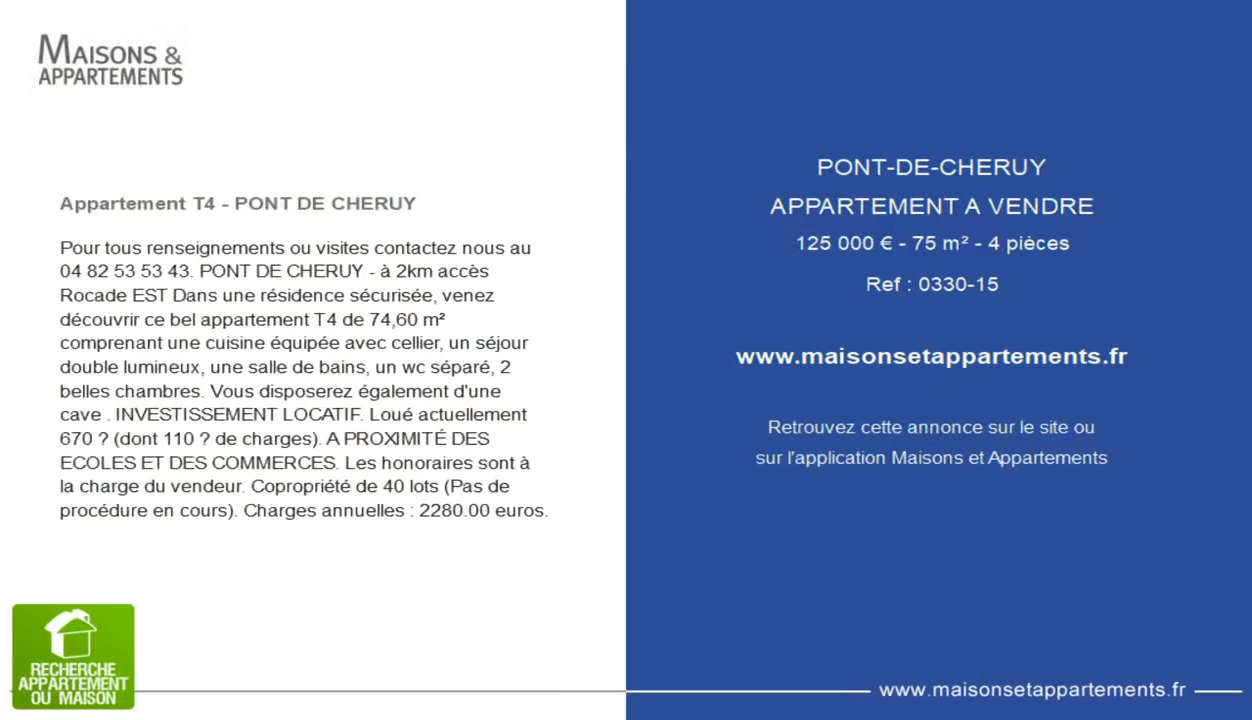 MAISONS &
APPARTEMENTS
Appartement T4 - PONT DE CHERUY
Pour tous renseignements ou visites contactez nous au
04 82 53 53 43. PONT DE CHERUY - à 2km accès
Rocade EST Dans une résidence sécurisée, venez
découvrir ce bel appartement T4 de 74,60 m²
comprenant une cuisine équipée avec cellier, un séjour
double lumineux, une salle de bains, un wc séparé, 2
belles chambres. Vous disposerez également d'une
cave . INVESTISSEMENT LOCATIF. Loué actuellement
670 ? (dont 110 ? de charges). A PROXIMITÉ DES
ECOLES ET DES COMMERCES. Les honoraires sont à
la charge du vendeur. Copropriété de 40 lots (Pas de
procédure en cours). Charges annuelles : 2280.00 euros.
RECHERCHE
APPARTEMENT
OU MAISON
PONT-DE-CHERUY
APPARTEMENT A VENDRE
125 000 € - 75 m² - 4 pièces
Ref : 0330-15
www.maisonsetappartements.fr
Retrouvez cette annonce sur le site ou
sur l'application Maisons et Appartements
www.maisonsetappartements.fr